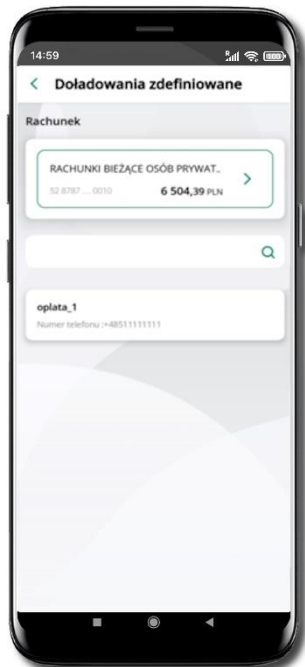 14:59
Doładowania zdefiniowane
Rachunek
RACHUNKI BIEŻĄCE OSÓB PRYWAT..
52 8787 ... 0010 6 504,39 PLN
oplata_1
Numer telefonu :+48511111111